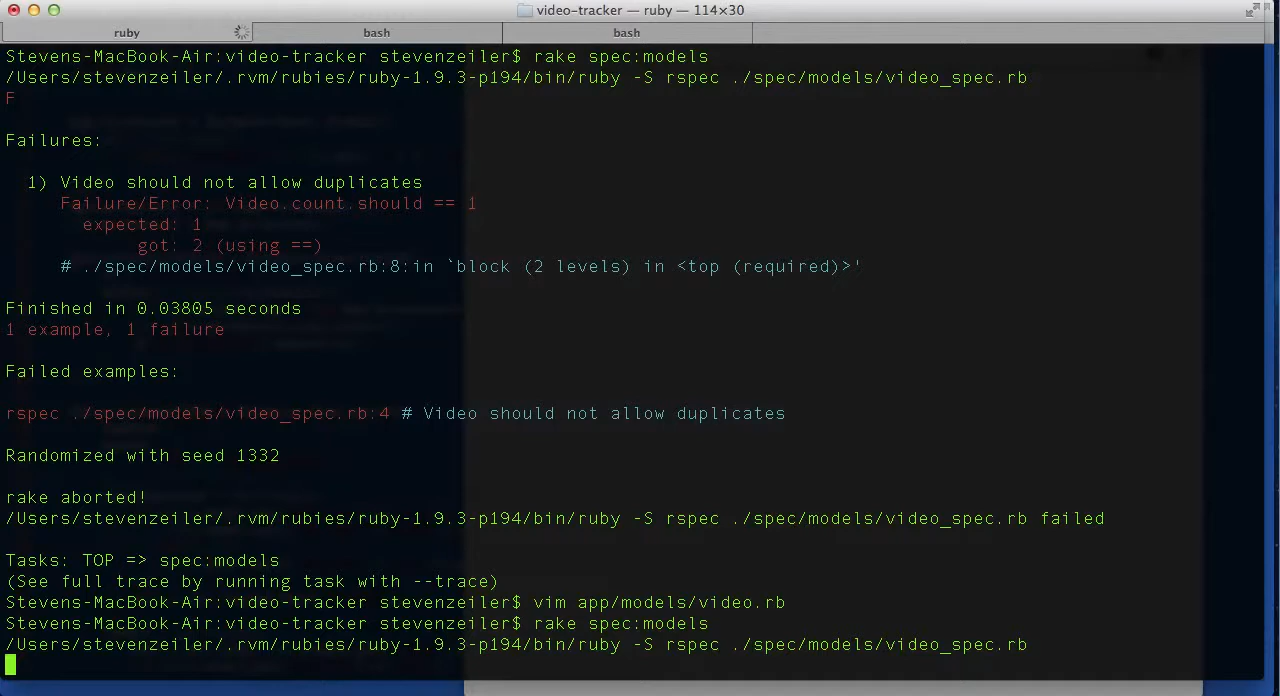 video-tracker — ruby — 114×30
ruby
bash
bash
Stevens-MacBook-Air:video-tracker stevenzeiler$ rake spec:models
/Users/stevenzeiler/.rvm/rubies/ruby-1.9.3-p194/bin/ruby -S rspec ./spec/models/video_spec.rb
F
Failures:
1) Video should not allow duplicates
Failure/Error: Video.count.should == 1
expected: 1
got: 2 (using ==)
# ./spec/models/video_spec.rb:8:in `block (2 levels) in <top (required)>'
Finished in 0.03805 seconds
1 example, 1 failure
Failed examples:
rspec ./spec/models/video_spec.rb:4 # Video should not allow duplicates
Randomized with seed 1332
rake aborted!
/Users/stevenzeiler/.rvm/rubies/ruby-1.9.3-p194/bin/ruby -S rspec ./spec/models/video_spec.rb failed
Tasks: TOP => spec:models
(See full trace by running task with --trace)
Stevens-MacBook-Air:video-tracker stevenzeiler$ vim app/models/video.rb
Stevens-MacBook-Air:video-tracker stevenzeiler$ rake spec:models
/Users/stevenzeiler/.rvm/rubies/ruby-1.9.3-p194/bin/ruby -S rspec ./spec/models/video_spec.rb